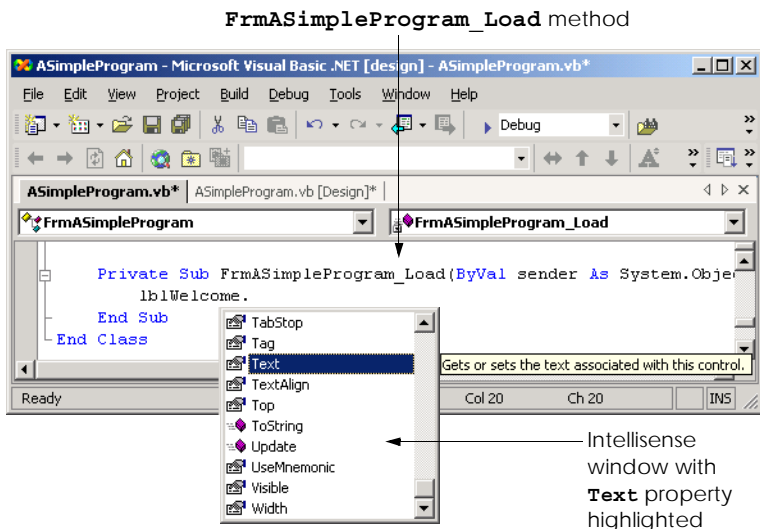 FrmASimpleProgram_Load method
ASimpleProgram - Microsoft Visual Basic .NET [design] - ASimpleProgram.vb*
File Edit View Project Build Debug Tools Window Help
Debug
ASimpleProgram.vb* ASimpleProgram.vb [Design]*
FrmASimpleProgram FrmASimpleProgram_Load
Private Sub FrmASimpleProgram_Load(ByVal sender As System.Obje
lblWelcome.
End Sub
End Class
TabStop
Tag
Text
Gets or sets the text associated with this control.
TextAlign
Top
ToString
Update
UseMnemonic
Visible
Width
Ready Col 20 Ch 20 INS
Intellisense
window with
Text property
highlighted